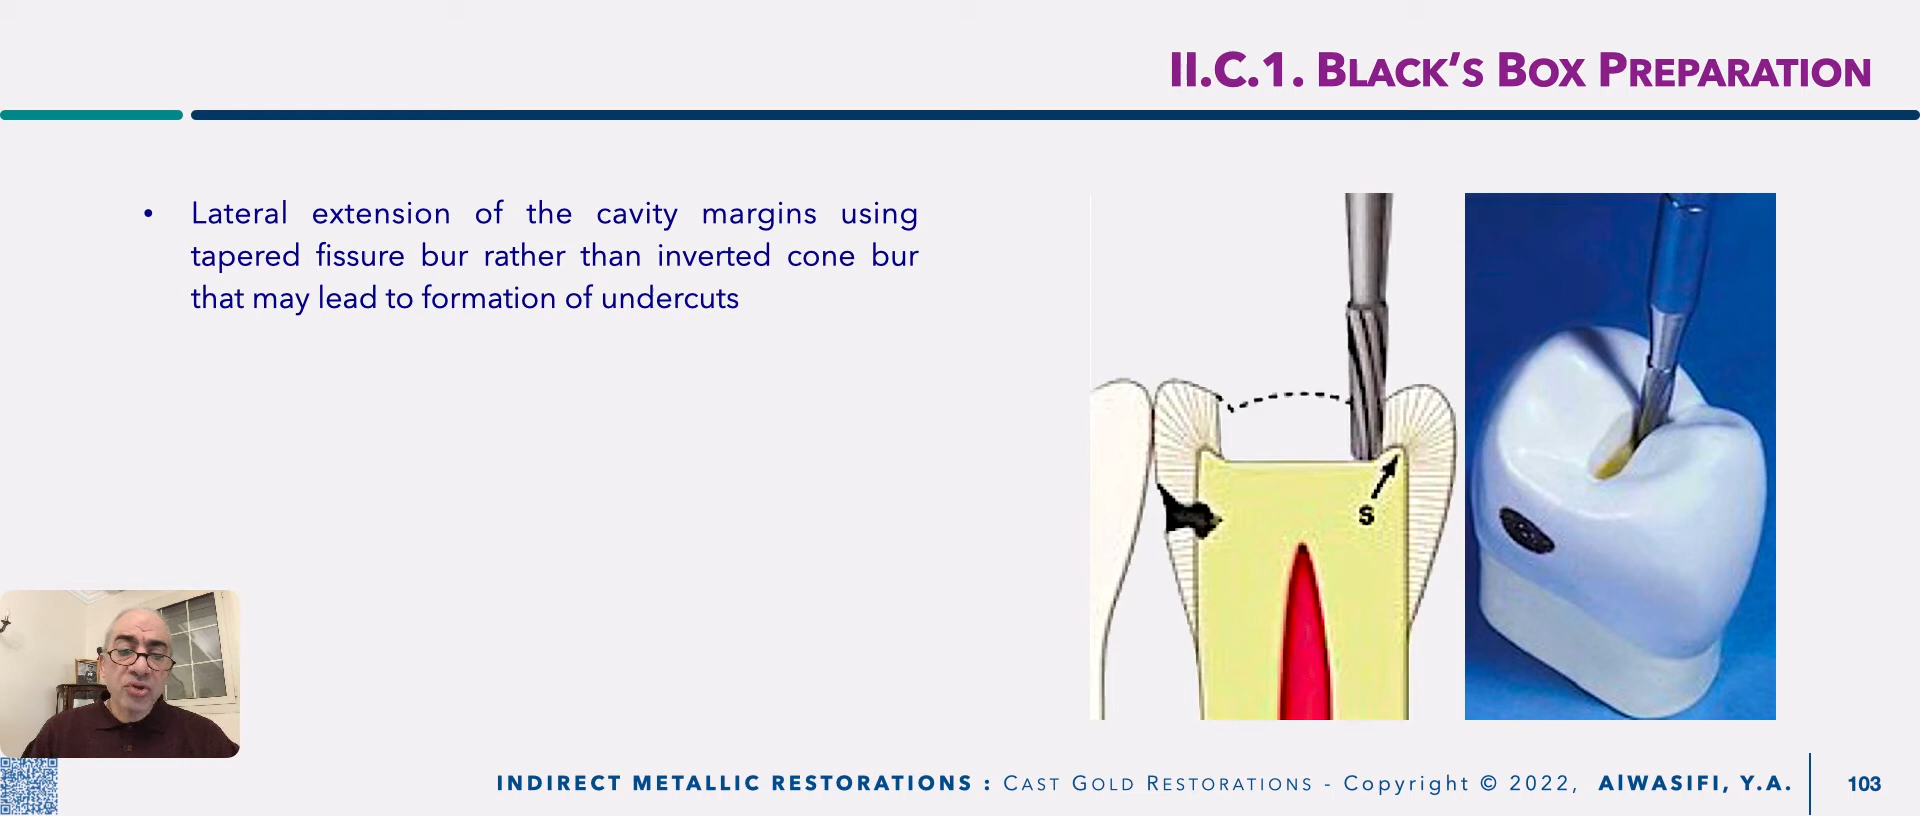 II.C.1. BLACK'S BOX PREPARATION
• Lateral extension of the cavity margins using
tapered fissure bur rather than inverted cone bur
that may lead to formation of undercuts
s
INDIRECT METALLIC RESTORATIONS : CAST GOLD RESTORATIONS - Copyright © 2022, AlWASIFI, Y.A. 103